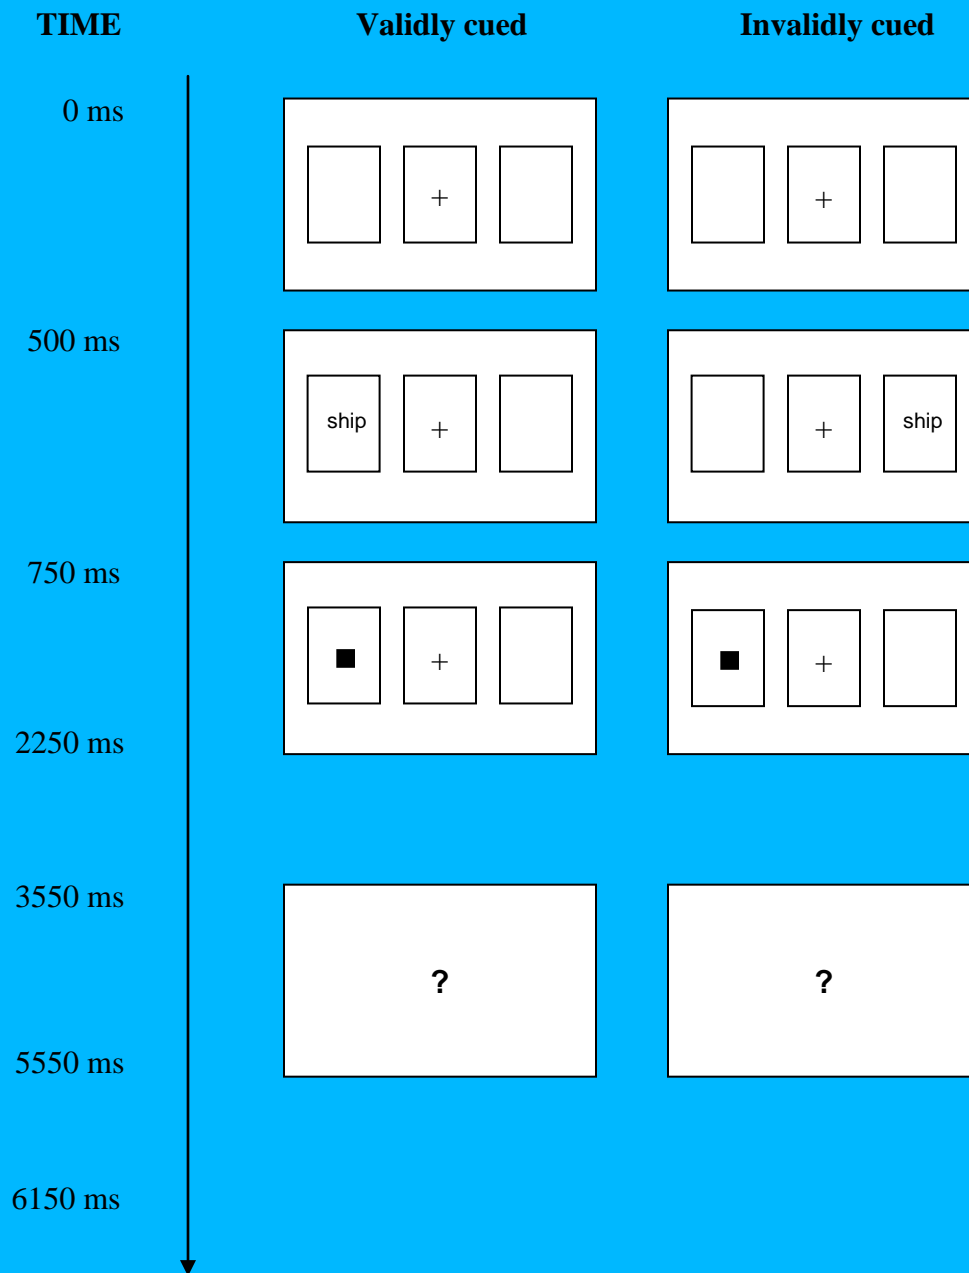 TIME Validly cued Invalidly cued
0 ms
+ +
500 ms
ship + + ship
750 ms
+ +
2250 ms
3550 ms
? ?
5550 ms
6150 ms